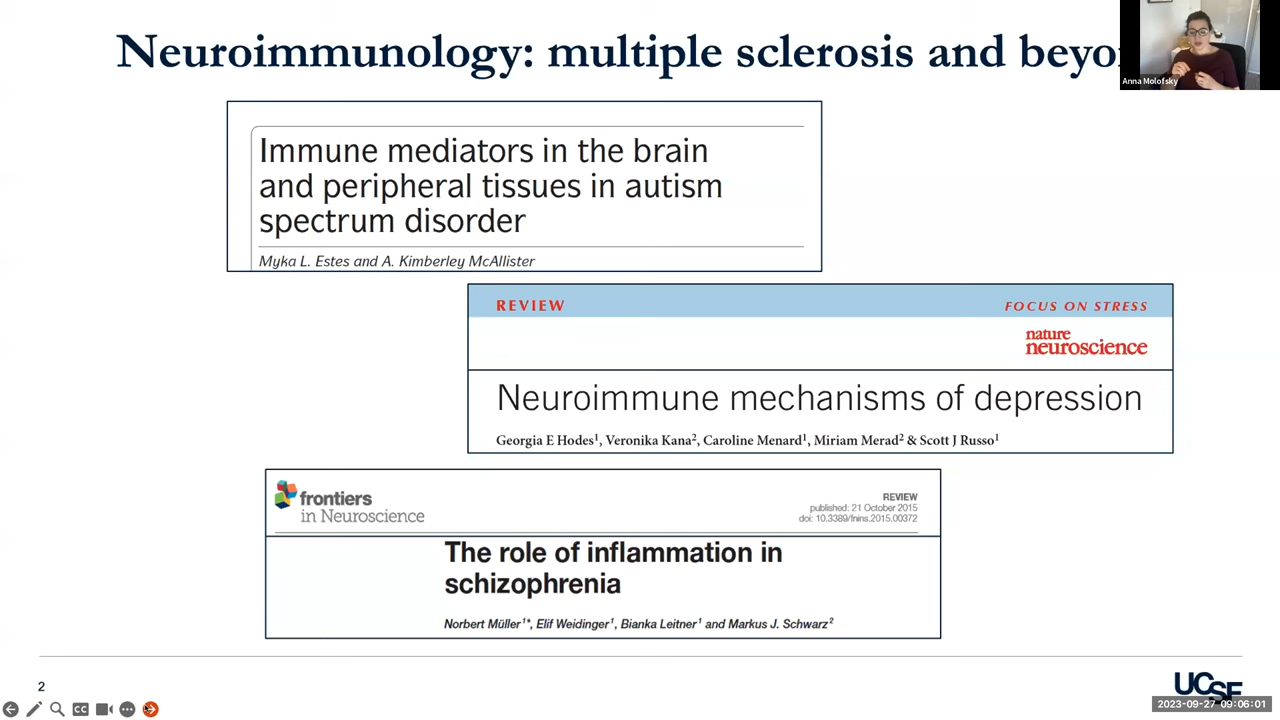 Neuroimmunology: multiple sclerosis and beyo
Anna Molofsky
Immune mediators in the brain
and peripheral tissues in autism
spectrum disorder
Myka L. Estes and A. Kimberley McAllister
REVIEW
FOCUS ON STRESS
nature
neuroscience
Neuroimmune mechanisms of depression
Georgia E Hodes1, Veronika Kana2, Caroline Menard1, Miriam Merad2 & Scott J Russo1
frontiers
in Neuroscience
REVIEW
published: 21 October 2015
doi: 10.3389/fnins.2015.00372
The role of inflammation in
schizophrenia
Norbert Müller1*, Elif Weidinger1, Bianka Leitner1 and Markus J. Schwarz2
2
UCSF
CC
2023-09-27 09:06:01